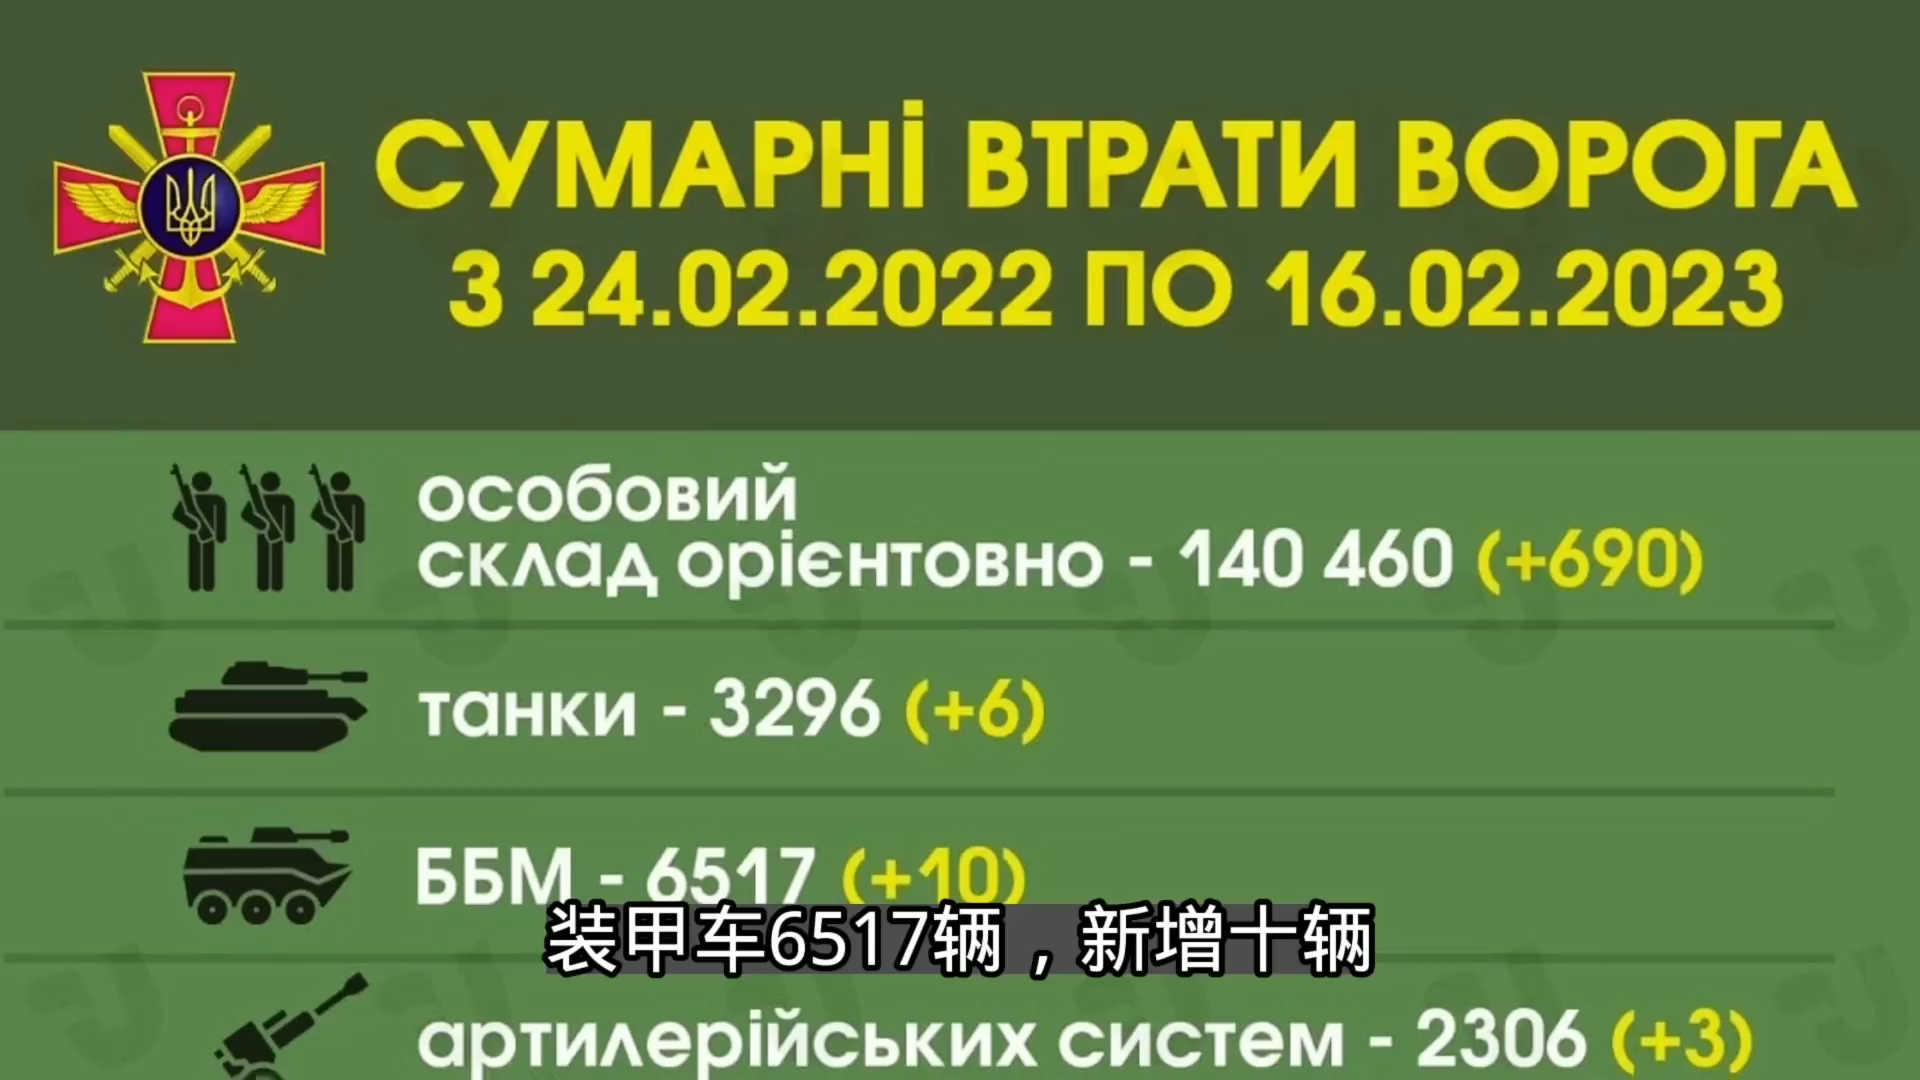 СУМАРНІ ВТРАТИ ВОРОГА
З 24.02.2022 ПО 16.02.2023
особовий
склад орієнтовно - 140 460 (+690)
танки - 3296 (+6)
ББМ - 6517 (+10)
装甲车6517辆，新增十辆
артилерійських систем - 2306 (+3)